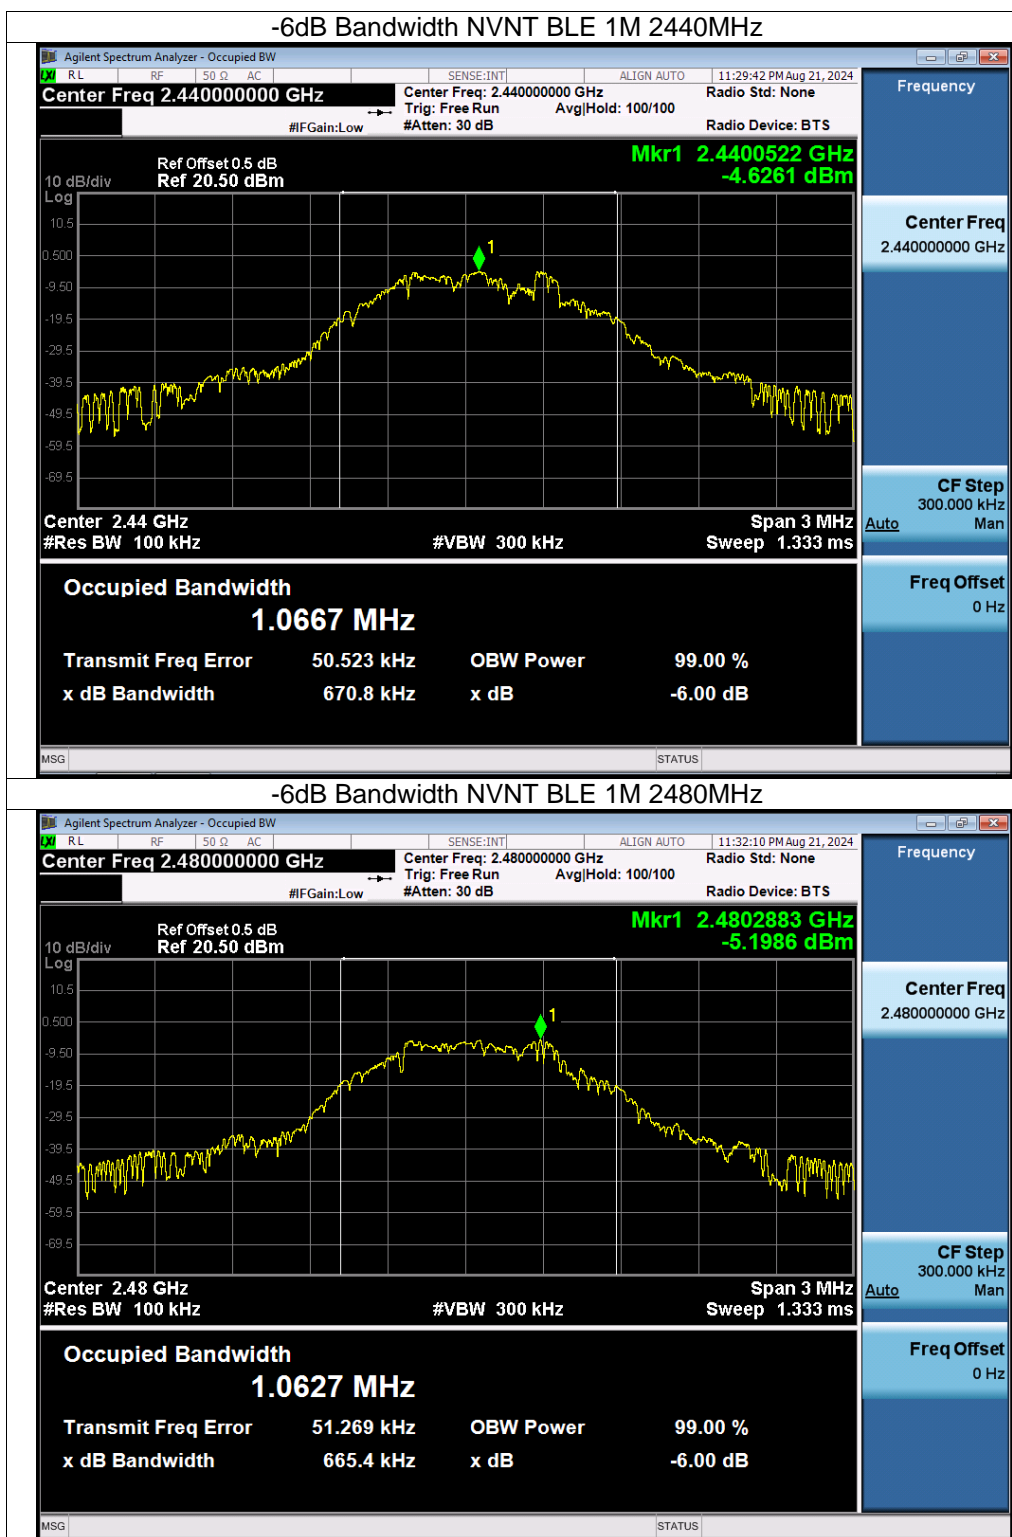 -6dB Bandwidth NVNT BLE 1M 2440MHz
Agilent Spectrum Analyzer - Occupied BW
LXI RL RF 50 Ω AC SENSE:INT ALIGN AUTO 11:29:42 PM Aug 21, 2024
Center Freq 2.440000000 GHz Center Freq: 2.440000000 GHz Radio Std: None Frequency
Trig: Free Run Avg|Hold: 100/100
#IFGain:Low #Atten: 30 dB Radio Device: BTS
Mkr1 2.4400522 GHz
-4.6261 dBm
Ref Offset 0.5 dB
10 dB/div Ref 20.50 dBm
Log
1
10.5
0.500
-9.50
-19.5
-29.5
-39.5
-49.5
-59.5
-69.5
Center Freq
2.440000000 GHz
CF Step
300.000 kHz
Auto Man
Center 2.44 GHz Span 3 MHz
#Res BW 100 kHz #VBW 300 kHz Sweep 1.333 ms
Freq Offset
0 Hz
Occupied Bandwidth
1.0667 MHz
Transmit Freq Error 50.523 kHz OBW Power 99.00 %
x dB Bandwidth 670.8 kHz x dB -6.00 dB
MSG STATUS
-6dB Bandwidth NVNT BLE 1M 2480MHz
Agilent Spectrum Analyzer - Occupied BW
LXI RL RF 50 Ω AC SENSE:INT ALIGN AUTO 11:32:10 PM Aug 21, 2024
Center Freq 2.480000000 GHz Center Freq: 2.480000000 GHz Radio Std: None Frequency
Trig: Free Run Avg|Hold: 100/100
#IFGain:Low #Atten: 30 dB Radio Device: BTS
Mkr1 2.4802883 GHz
-5.1986 dBm
Ref Offset 0.5 dB
10 dB/div Ref 20.50 dBm
Log
1
10.5
0.500
-9.50
-19.5
-29.5
-39.5
-49.5
-59.5
-69.5
Center Freq
2.480000000 GHz
CF Step
300.000 kHz
Auto Man
Center 2.48 GHz Span 3 MHz
#Res BW 100 kHz #VBW 300 kHz Sweep 1.333 ms
Freq Offset
0 Hz
Occupied Bandwidth
1.0627 MHz
Transmit Freq Error 51.269 kHz OBW Power 99.00 %
x dB Bandwidth 665.4 kHz x dB -6.00 dB
MSG STATUS